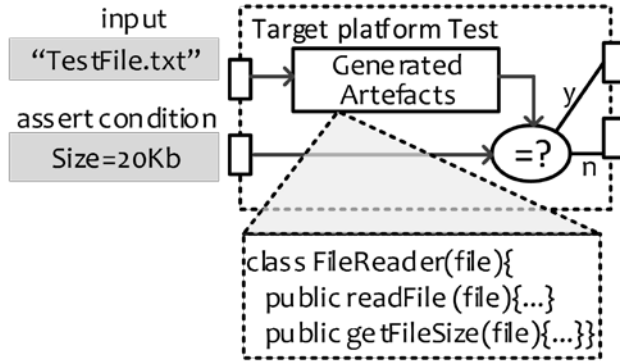 input
“TestFile.txt”
assert condition
Size=20Kb
Target platform Test
Generated
Artefacts
=?
y
n
class FileReader(file){
public readFile (file){...}
public getFileSize(file){...}}